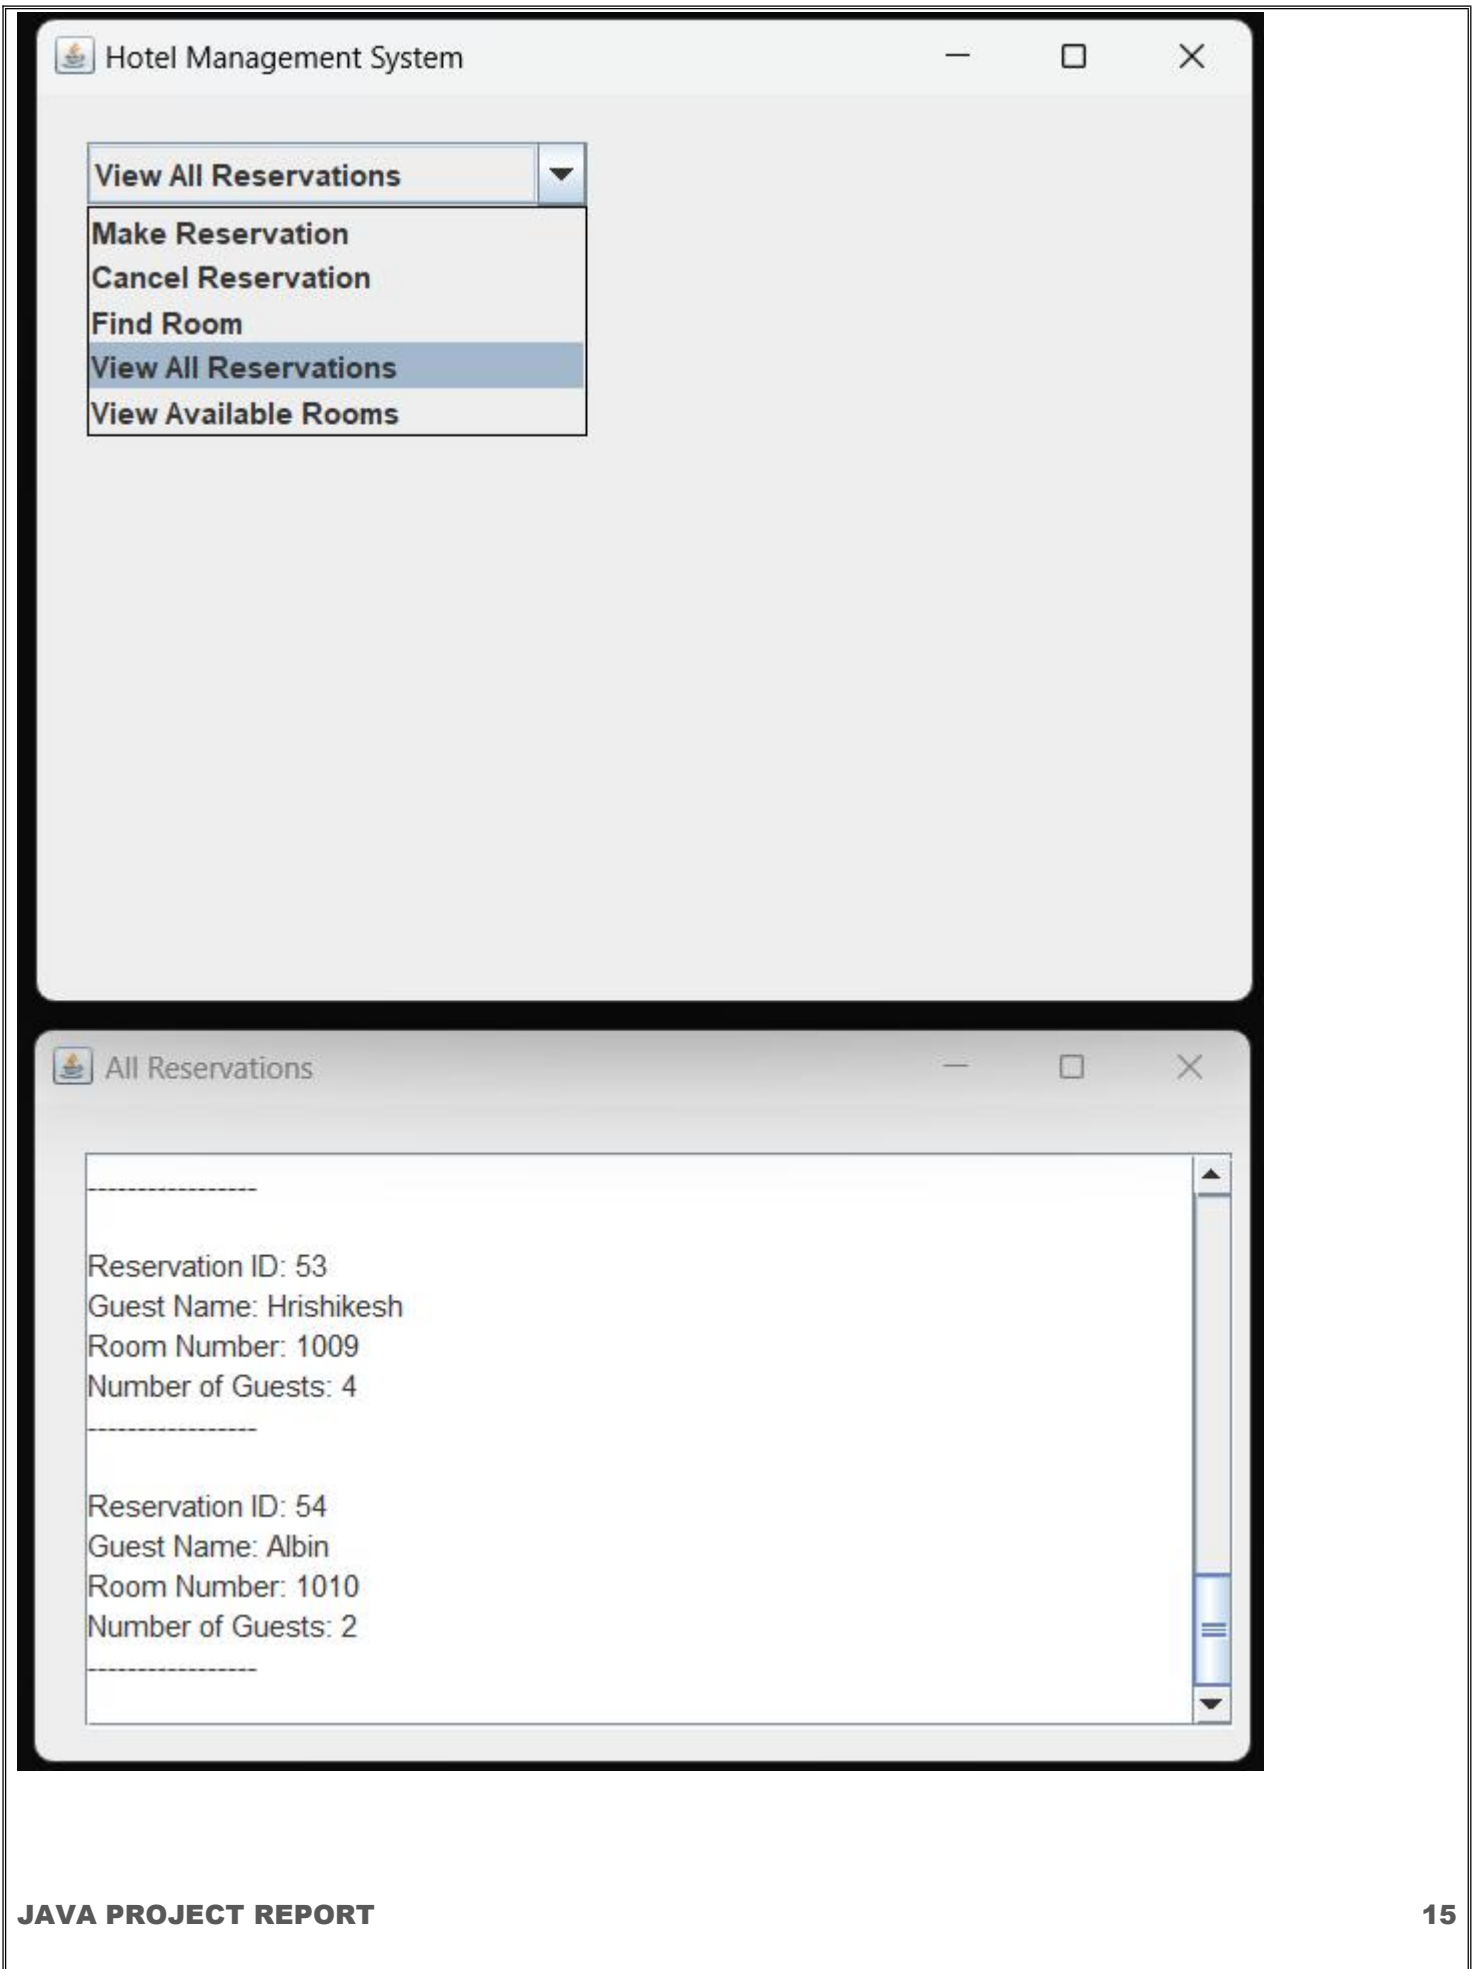 Hotel Management System
View All Reservations
Make Reservation
Cancel Reservation
Find Room
View All Reservations
View Available Rooms
All Reservations
-----------------
Reservation ID: 53
Guest Name: Hrishikesh
Room Number: 1009
Number of Guests: 4
-----------------
Reservation ID: 54
Guest Name: Albin
Room Number: 1010
Number of Guests: 2
-----------------
JAVA PROJECT REPORT 15